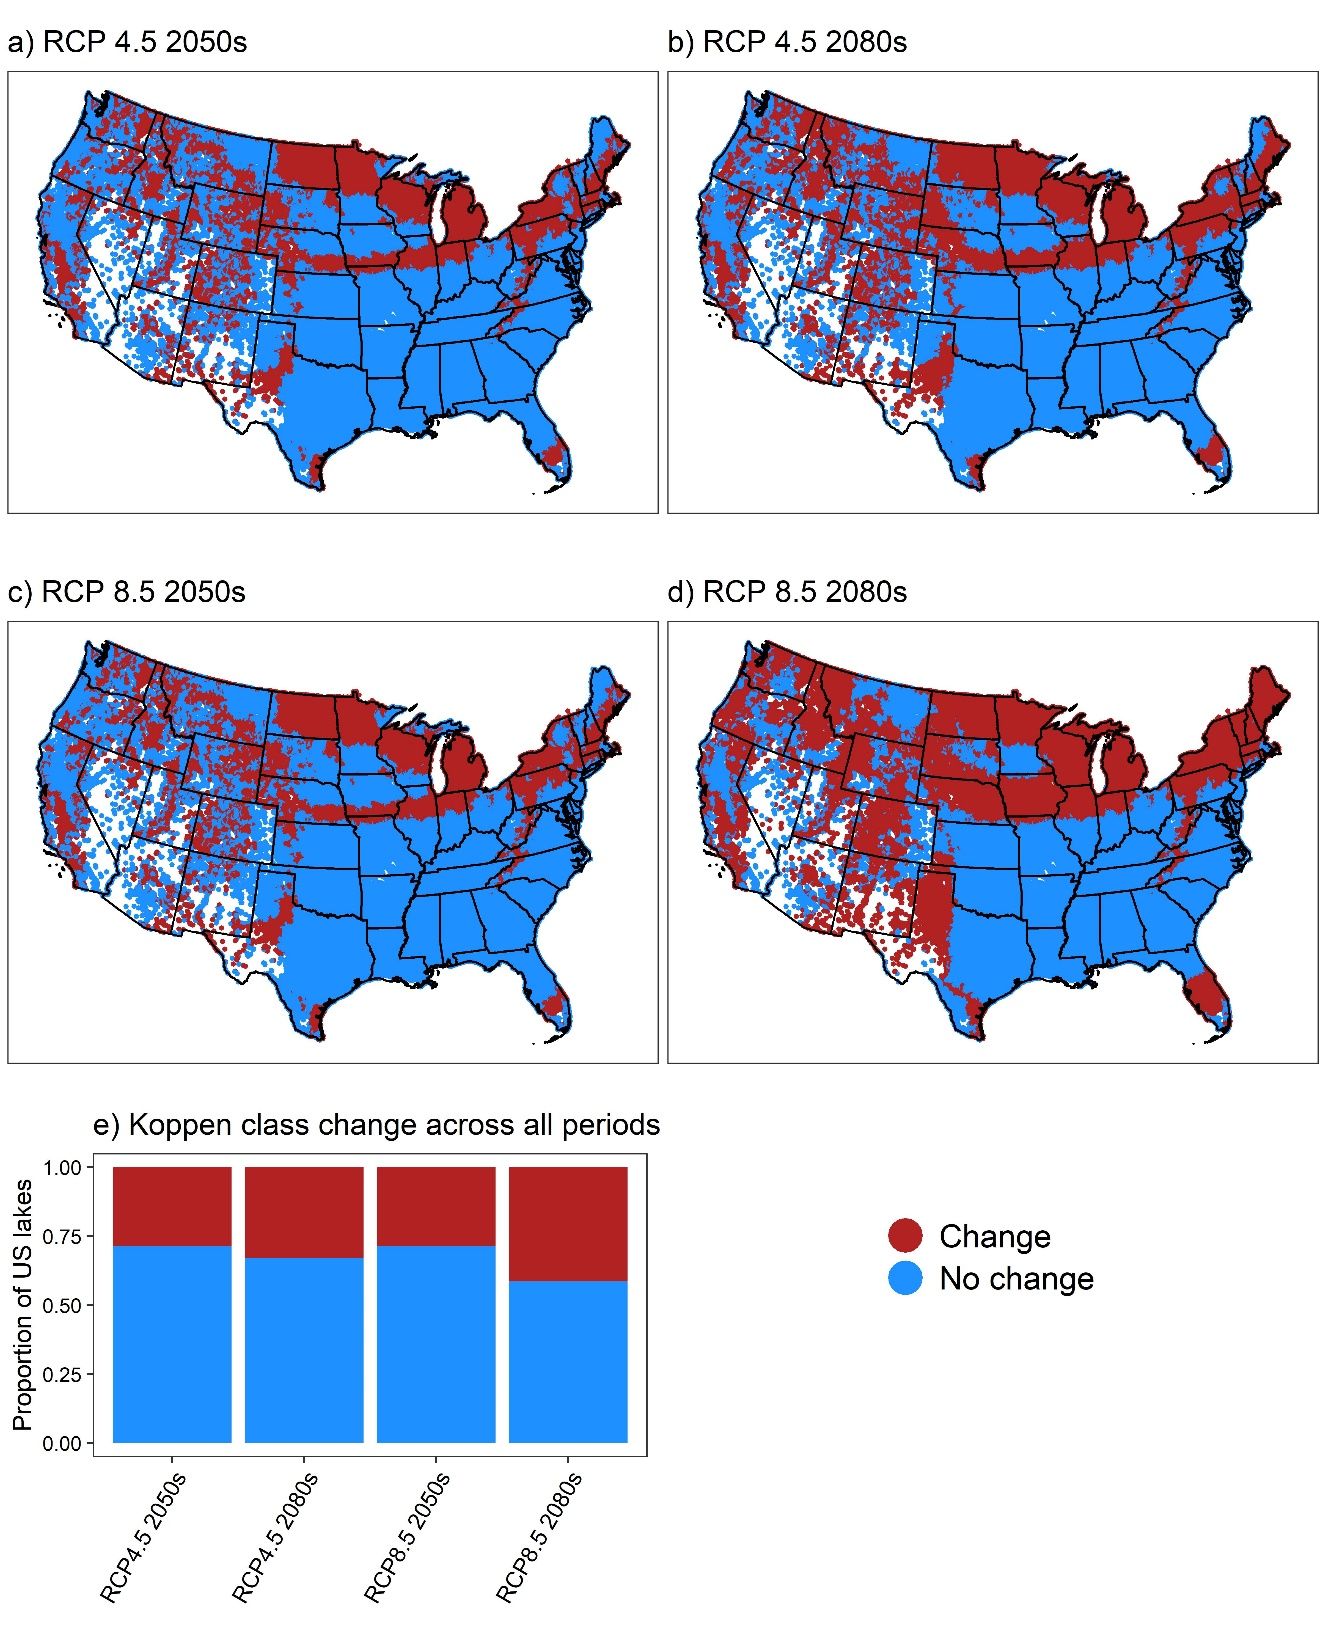 a) RCP 4.5 2050s
b) RCP 4.5 2080s
c) RCP 8.5 2050s
d) RCP 8.5 2080s
e) Koppen class change across all periods
Proportion of US lakes
1.00
0.75
0.50
0.25
0.00
RCP4.5 2050s
RCP4.5 2080s
RCP8.5 2050s
RCP8.5 2080s
Change
No change